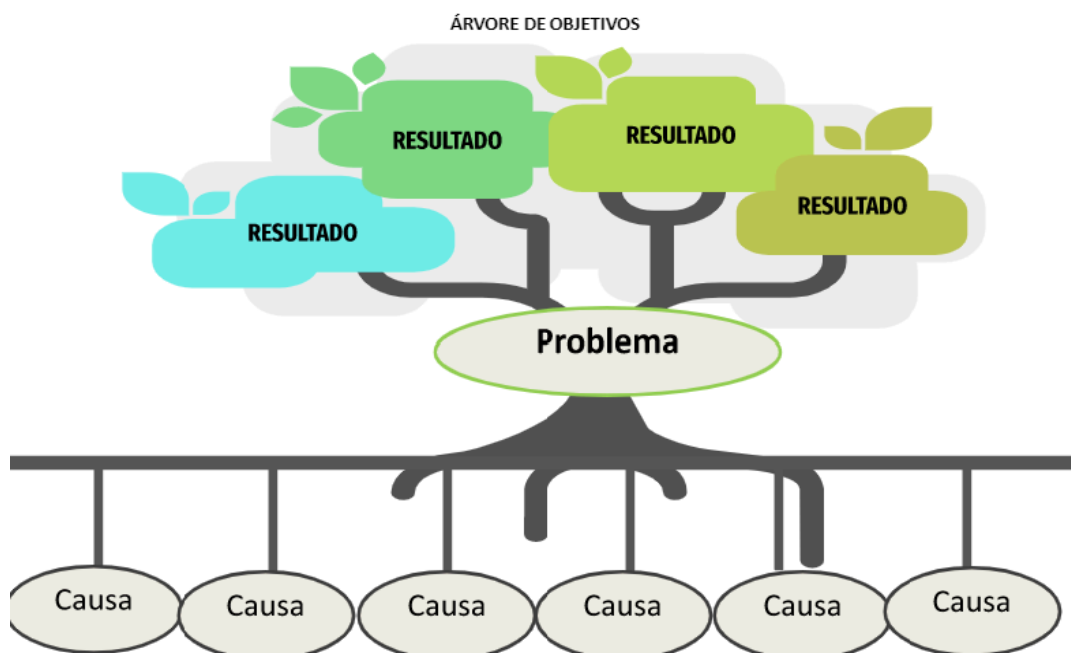 ÁRVORE DE OBJETIVOS
RESULTADO
RESULTADO
RESULTADO
RESULTADO
Problema
Causa
Causa
Causa
Causa
Causa
Causa